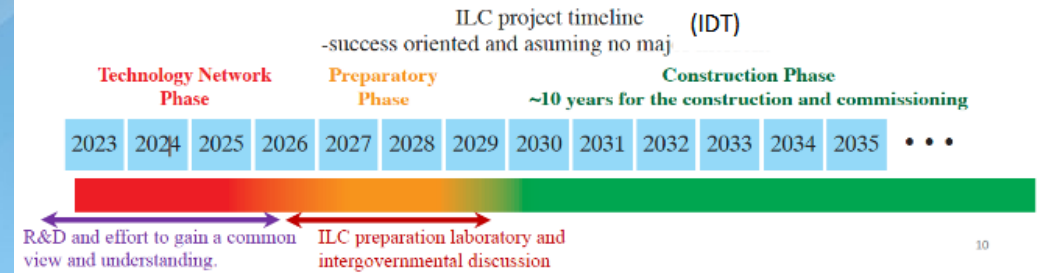 ILC project timeline (IDT)
-success oriented and asuming no maj
Technology Network Phase
Preparatory Phase
Construction Phase
~10 years for the construction and commissioning
2023 2024 2025 2026 2027 2028 2029 2030 2031 2032 2033 2034 2035 • • •
R&D and effort to gain a common
view and understanding.
ILC preparation laboratory and
intergovernmental discussion
10